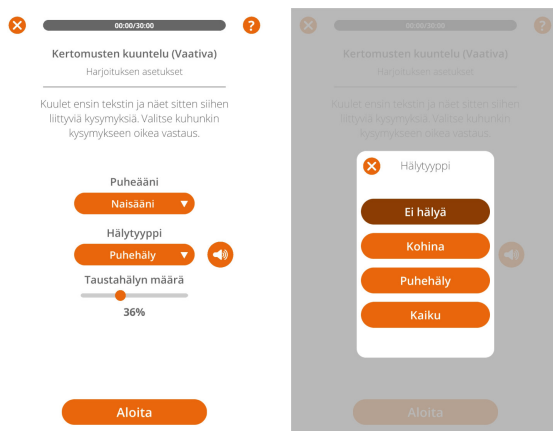 00:00/30:00
?
Kertomusten kuuntelu (Vaativa)
Harjoituksen asetukset
Kuulet ensin tekstin ja näet sitten siihen
liittyviä kysymyksiä. Valitse kuhunkin
kysymykseen oikea vastaus.
Puheääni
Naisääni
Hälytyyppi
Puhehäly
Taustahälyn määrä
36%
Aloita
00:00/30:00
?
Kertomusten kuuntelu (Vaativa)
Harjoituksen asetukset
Kuulet ensin tekstin ja näet sitten siihen
liittyviä kysymyksiä. Valitse kuhunkin
kysymykseen oikea vastaus.
Hälytyyppi
Ei hälyä
Kohina
Puhehäly
Kaiku
Aloita